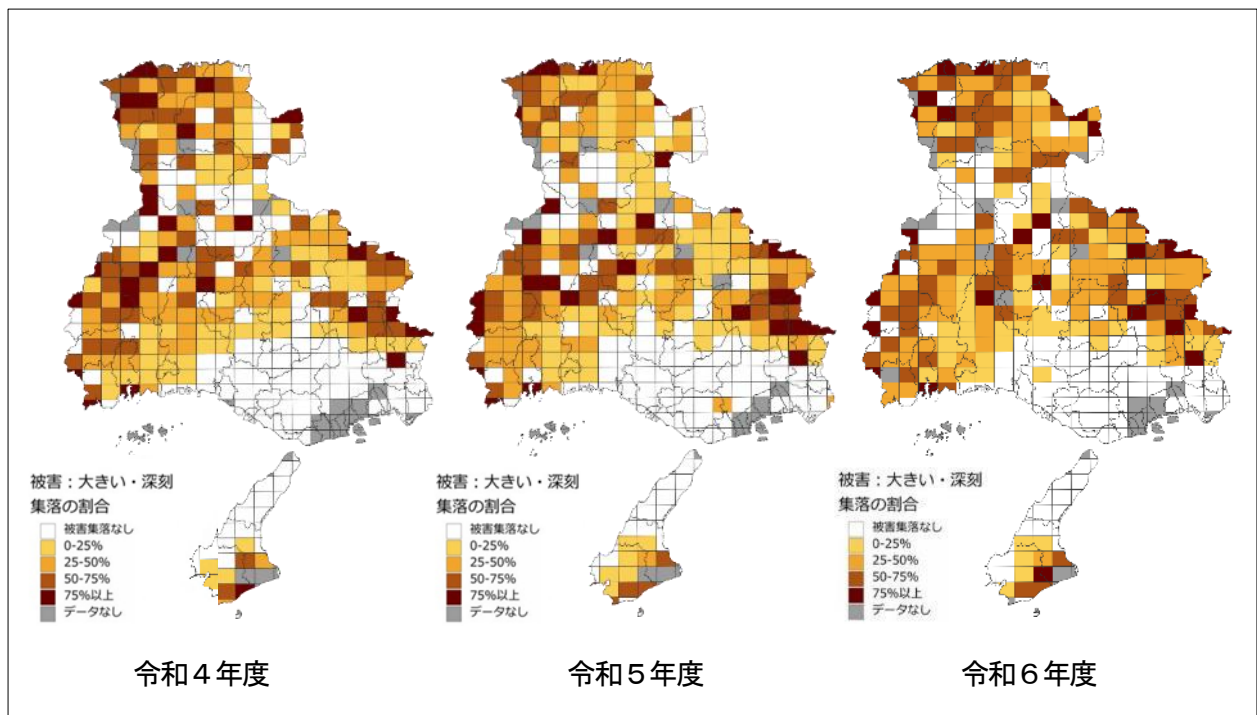 被害：大きい・深刻
集落の割合
被害集落なし
0-25%
25-50%
50-75%
75%以上
データなし
令和４年度
被害：大きい・深刻
集落の割合
被害集落なし
0-25%
25-50%
50-75%
75%以上
データなし
令和５年度
被害：大きい・深刻
集落の割合
被害集落なし
0-25%
25-50%
50-75%
75%以上
データなし
令和６年度